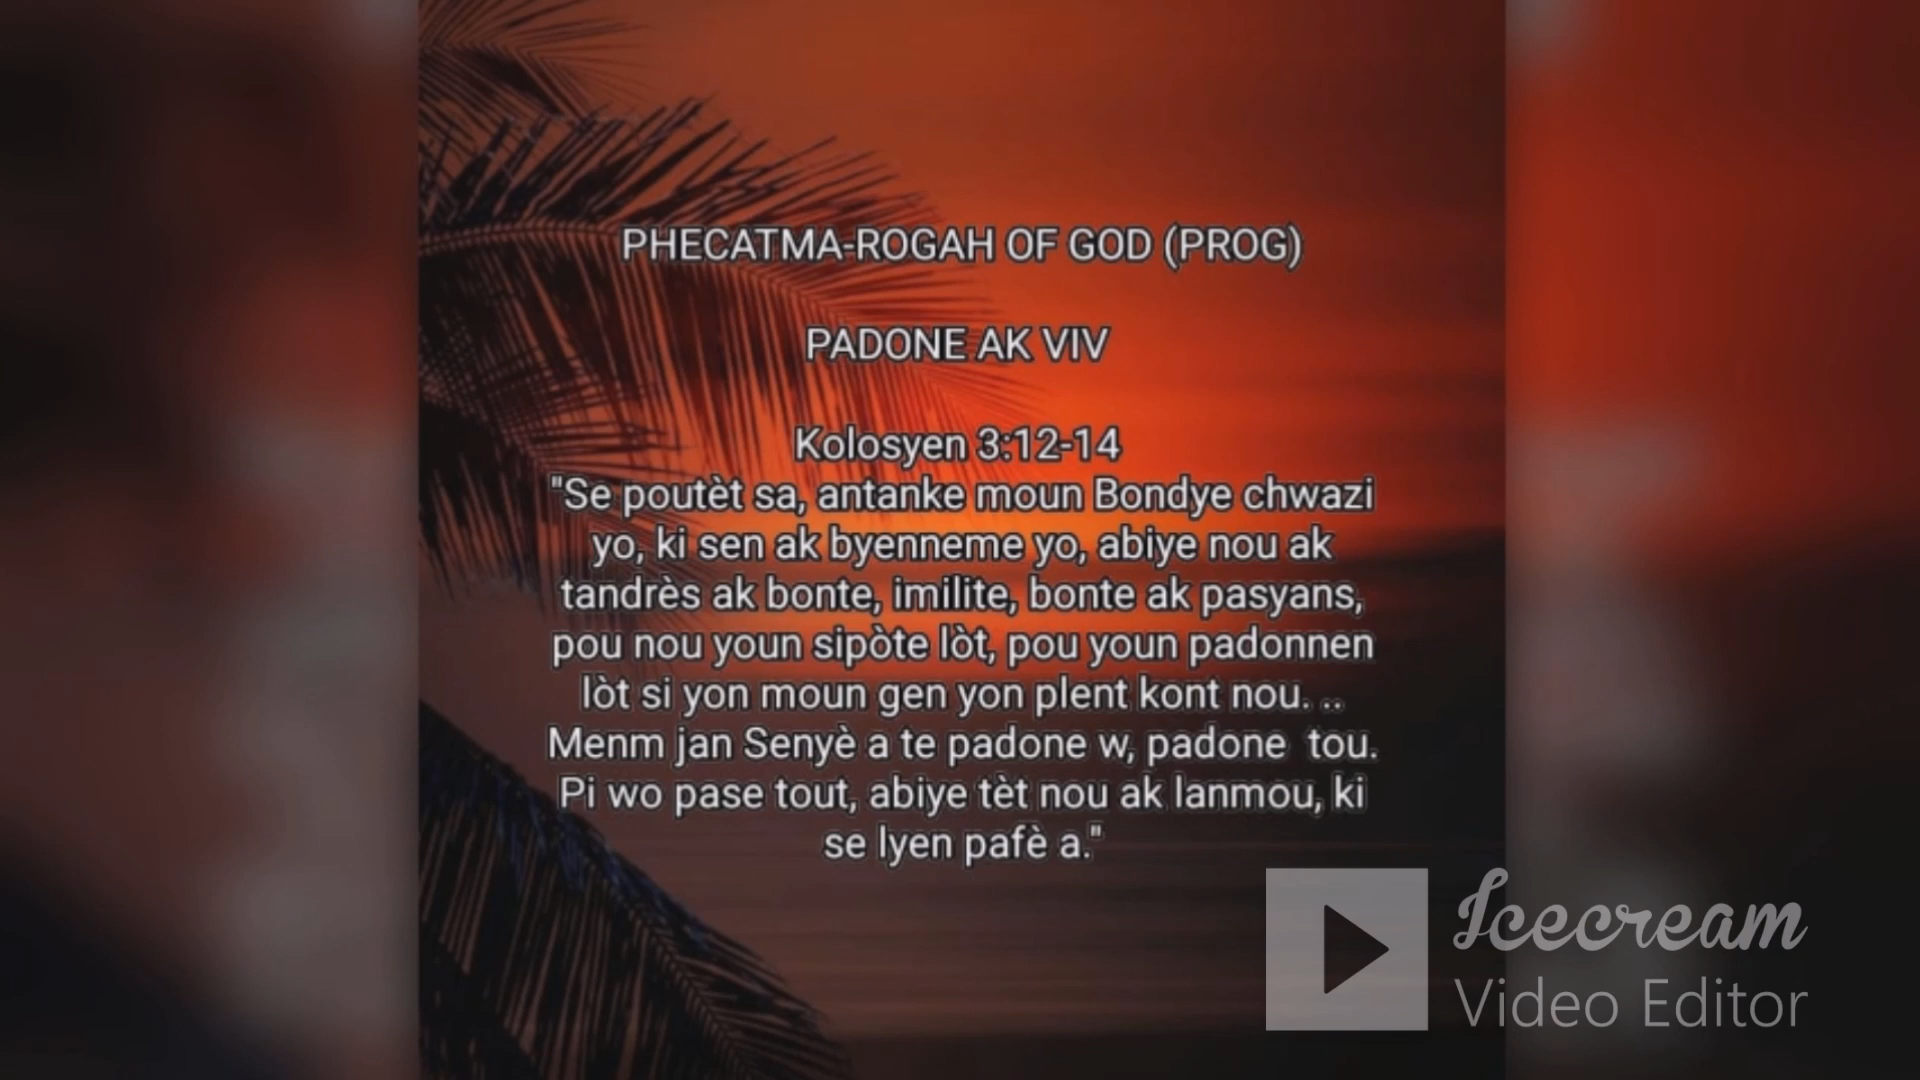 PHECATMA-ROGAH OF GOD (PROG)
PADONE AK VIV
Kolosyen 3:12-14
"Se poutèt sa, antanke moun Bondye chwazi
yo, ki sen ak byenneme yo, abiye nou ak
tandrès ak bonte, imilite, bonte ak pasyans,
pou nou youn sipòte lòt, pou youn padonnen
lòt si yon moun gen yon plent kont nou. ..
Menm jan Senyè a te padone w, padone  tou.
Pi wo pase tout, abiye tèt nou ak lanmou, ki
se lyen pafè a."
Icecream
Video Editor